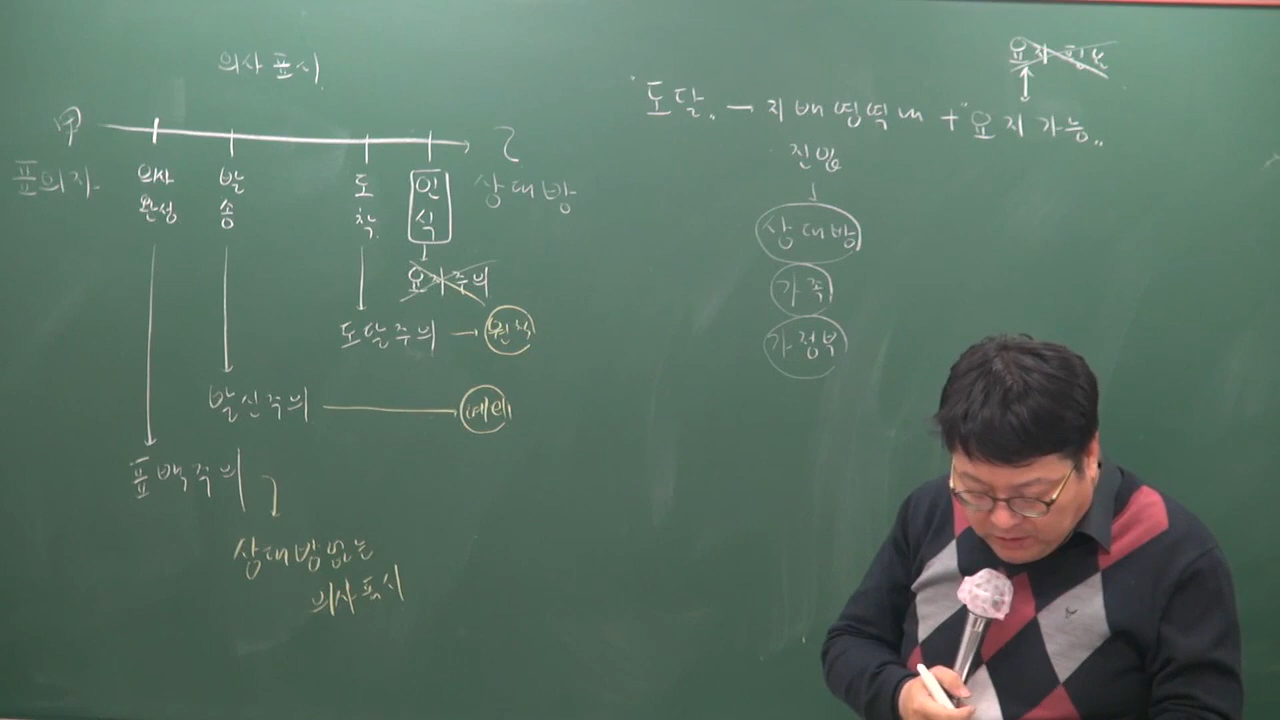 의사표시
甲 乙
표의자 의사완성 발송 도착 인식 상대방
요지주의
도달주의 → 원칙
발신주의 → 예외
표백주의
상대방없는
의사표시
"도달" → 지배영역내 + "요지가능"
요지필요
진입
↓
상대방
가족
가정부